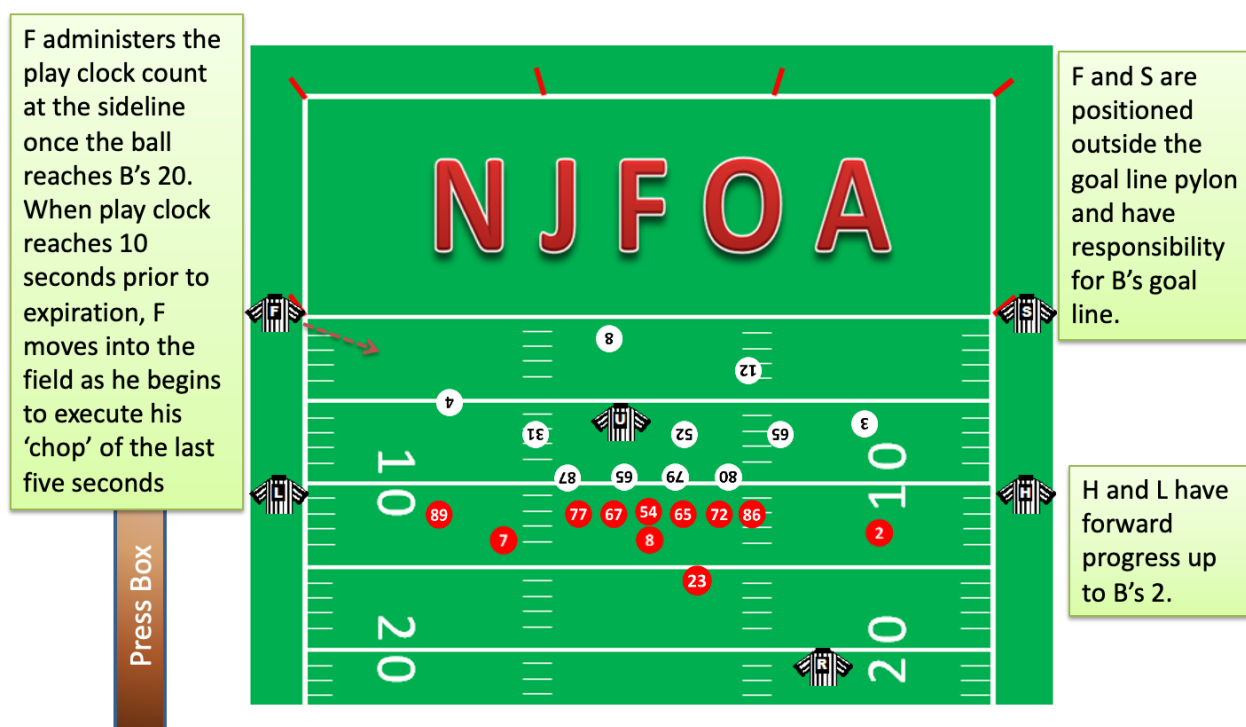 F administers the
play clock count
at the sideline
once the ball
reaches B's 20.
When play clock
reaches 10
seconds prior to
expiration, F
moves into the
field as he begins
to execute his
'chop' of the last
five seconds
Press Box
NJFOA
F and S are
positioned
outside the
goal line pylon
and have
responsibility
for B's goal
line.
H and L have
forward
progress up
to B's 2.
F
S
8
12
4
U
3
31
52
65
87
65
79
80
L
H
10
10
89
77
67
54
65
72
86
7
8
2
23
20
20
R